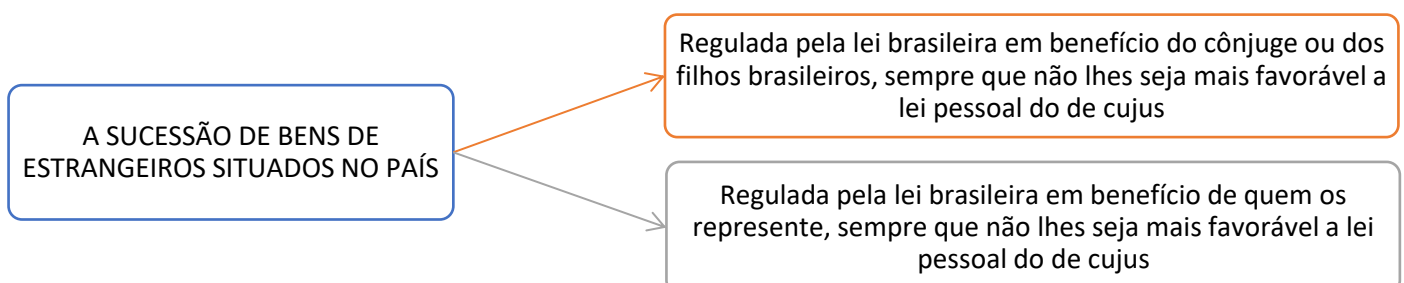 A SUCESSÃO DE BENS DE
ESTRANGEIROS SITUADOS NO PAÍS
Regulada pela lei brasileira em benefício do cônjuge ou dos
filhos brasileiros, sempre que não lhes seja mais favorável a
lei pessoal do de cujus
Regulada pela lei brasileira em benefício de quem os
represente, sempre que não lhes seja mais favorável a lei
pessoal do de cujus